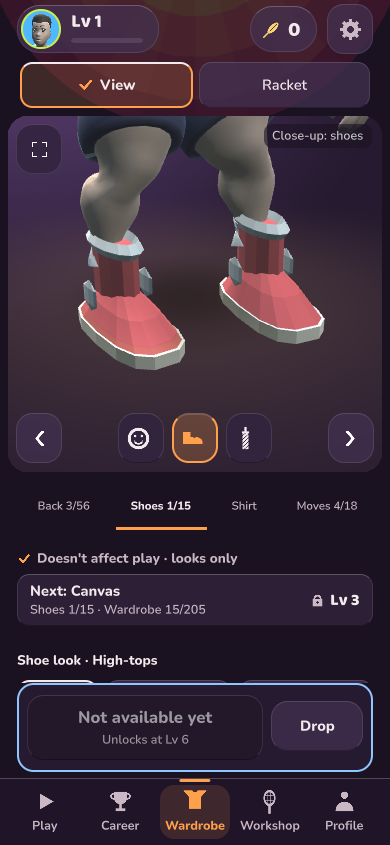 Lv 1
0
View
Racket
Close-up: shoes
Back 3/56
Shoes 1/15
Shirt
Moves 4/18
Doesn't affect play - looks only
Next: Canvas
Shoes 1/15 · Wardrobe 15/205
Lv 3
Shoe look · High-tops
Not available yet
Unlocks at Lv 6
Drop
Play
Career
Wardrobe
Workshop
Profile